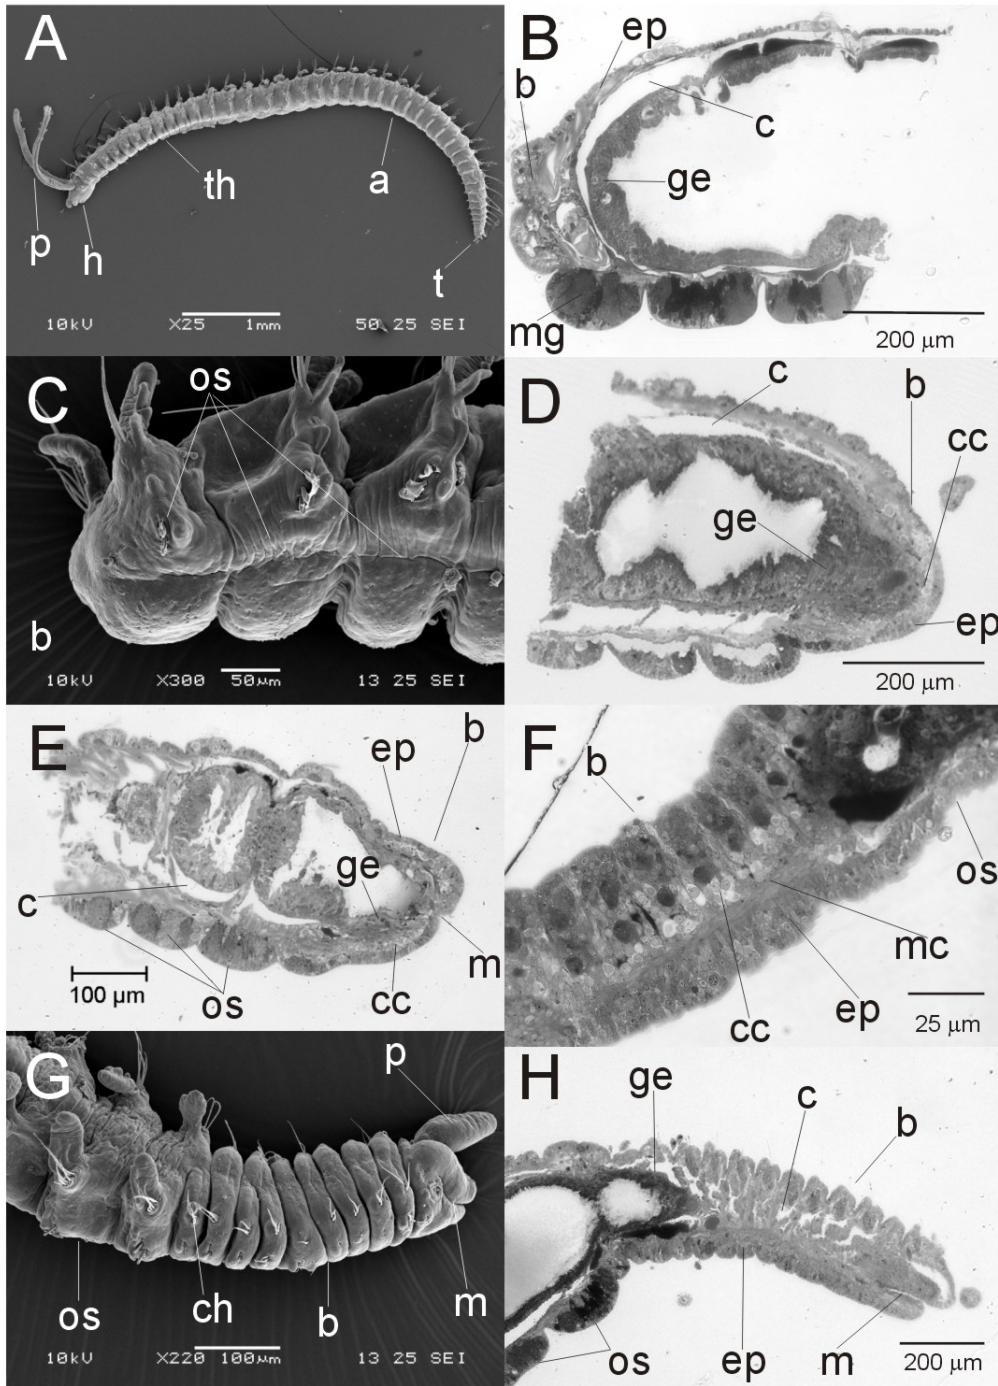 A
p
h
th
a
t
10kV X25 1mm 50 25 SEI
B
ep
b
c
ge
mg
200 µm
C
os
b
10kV X300 50µm 13 25 SEI
D
c
b
cc
ge
ep
200 µm
E
ep
b
ge
c
m
100 µm
os
cc
F
b
os
mc
cc
ep
25 µm
G
p
os
ch
b
m
10kV X220 100µm 13 25 SEI
H
ge
c
b
os
ep
m
200 µm